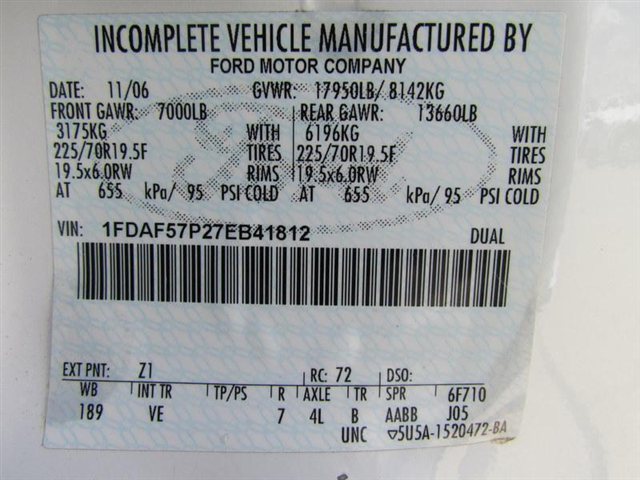 INCOMPLETE VEHICLE MANUFACTURED BY
FORD MOTOR COMPANY
DATE: 11/06 GVWR: 17950LB/ 8142KG
FRONT GAWR: 7000LB REAR GAWR: 13660LB
3175KG WITH 6196KG WITH
225/70R19.5F TIRES 225/70R19.5F TIRES
19.5x6.0RW RIMS 19.5x6.0RW RIMS
AT 655 kPa/ 95 PSI COLD AT 655 kPa/ 95 PSI COLD
VIN: 1FDAF57P27EB41812 DUAL
EXT PNT: Z1 RC: 72 DSO:
WB INT TR TP/PS R AXLE TR SPR 6F710
189 VE 7 4L B AABB J05
UNC ▽5U5A-1520472-BA